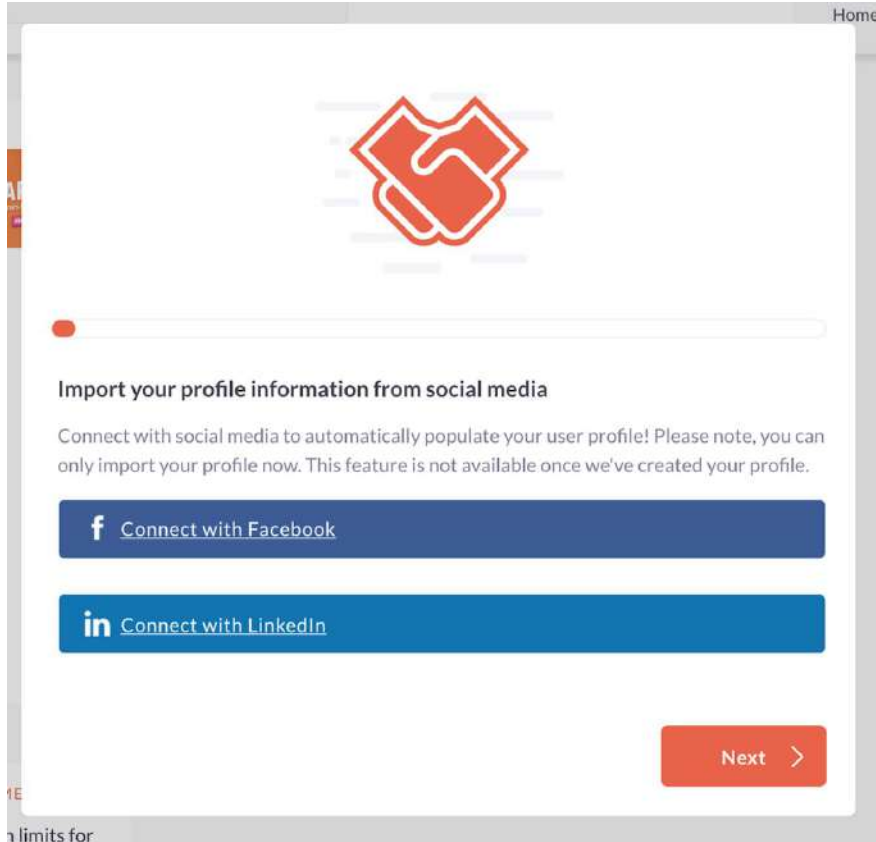 Home
Import your profile information from social media
Connect with social media to automatically populate your user profile! Please note, you can
only import your profile now. This feature is not available once we've created your profile.
f Connect with Facebook
in Connect with LinkedIn
Next
limits for